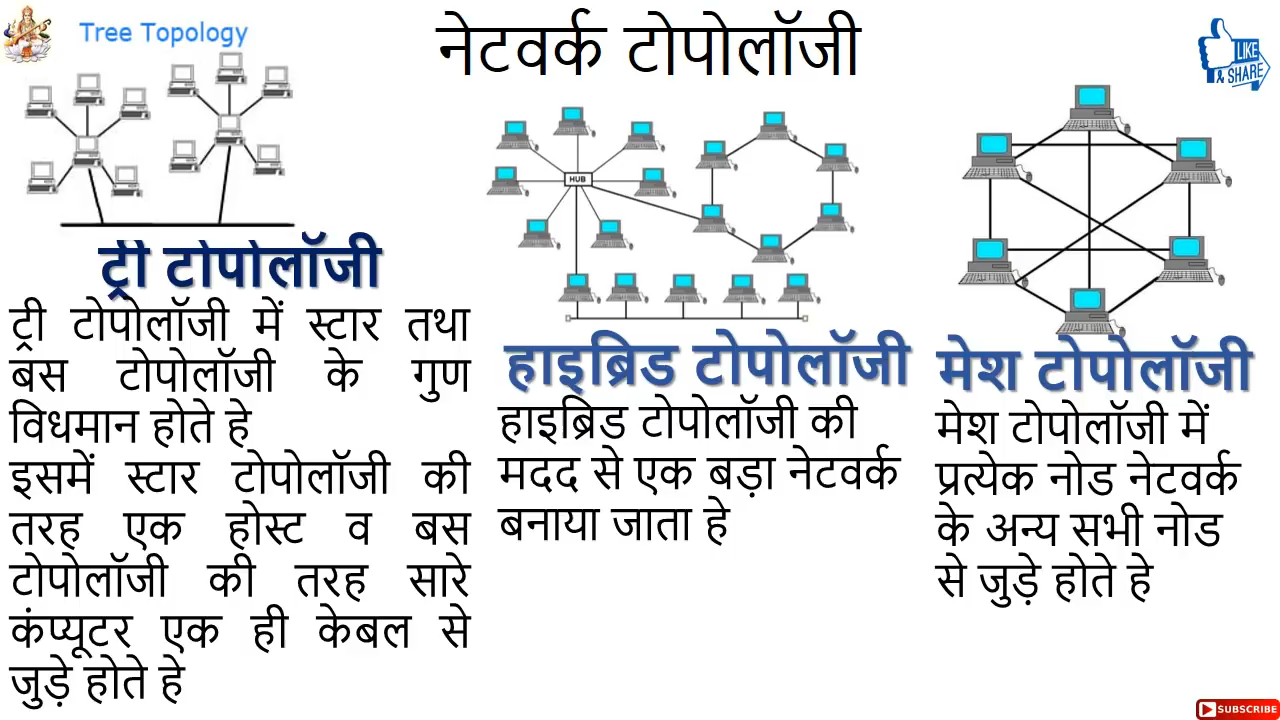 Tree Topology
नेटवर्क टोपोलॉजी
LIKE
& SHARE
HUB
ट्री टोपोलॉजी
ट्री टोपोलॉजी में स्टार तथा
बस टोपोलॉजी के गुण
विधमान होते हे
इसमें स्टार टोपोलॉजी की
तरह एक होस्ट व बस
टोपोलॉजी की तरह सारे
कंप्यूटर एक ही केबल से
जुड़े होते हे
हाइब्रिड टोपोलॉजी
हाइब्रिड टोपोलॉजी की
मदद से एक बड़ा नेटवर्क
बनाया जाता हे
मेश टोपोलॉजी
मेश टोपोलॉजी में
प्रत्येक नोड नेटवर्क
के अन्य सभी नोड
से जुड़े होते हे
SUBSCRIBE